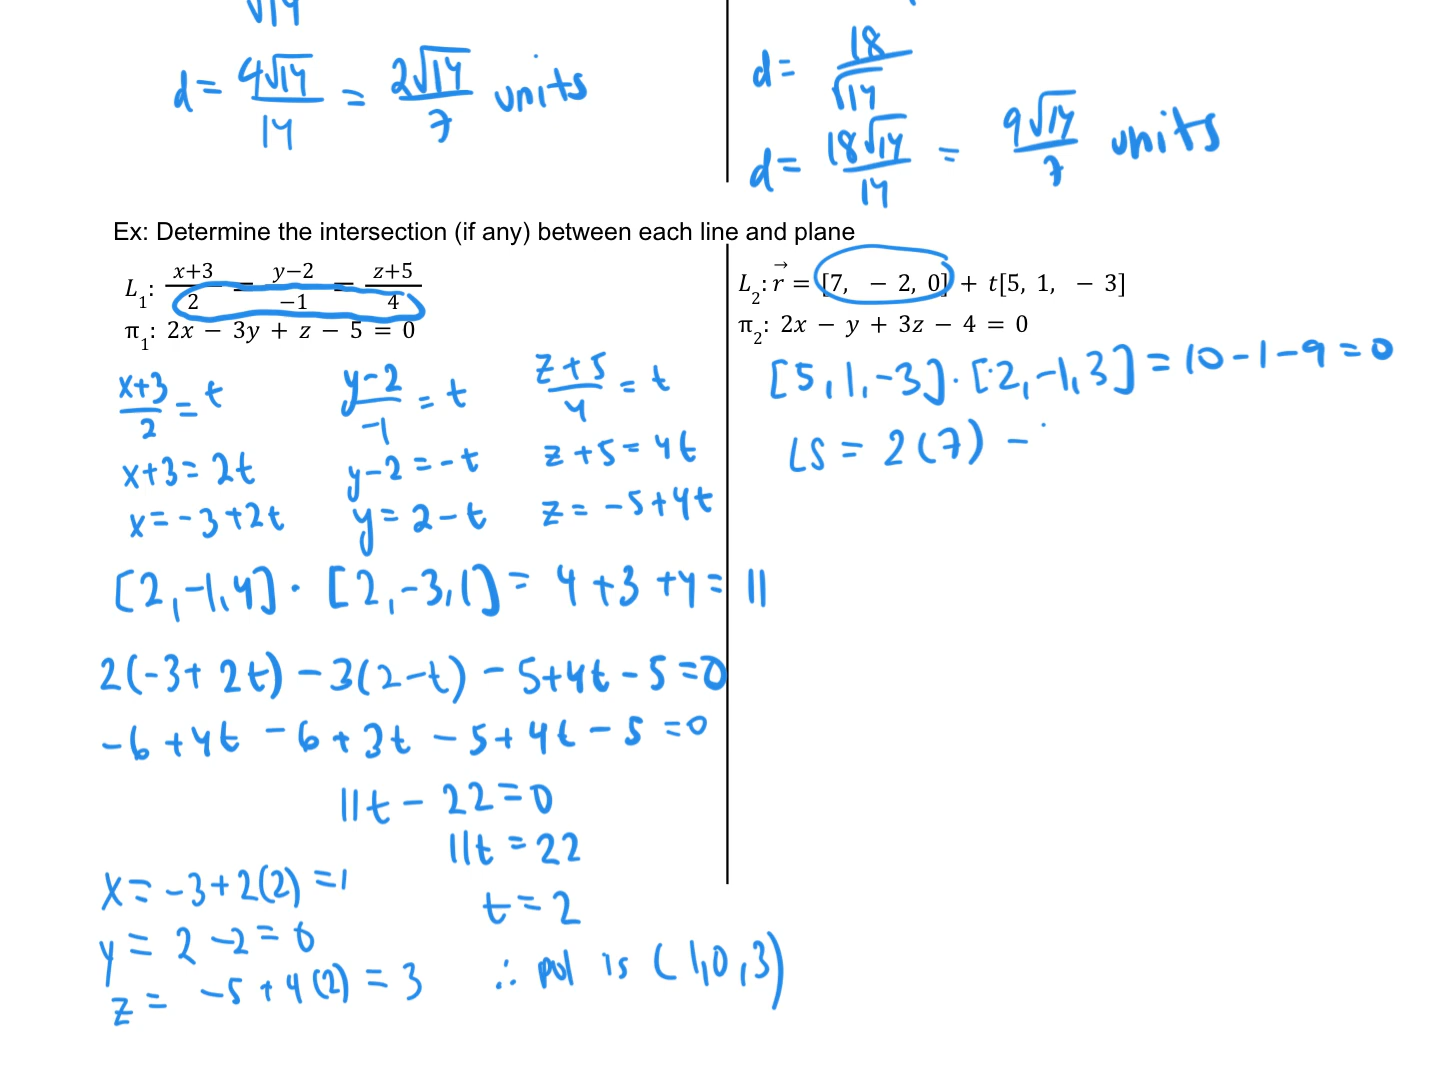 √14
d = 4√14/14 = 2√14/7 units
d = 18/√14
d = 18√14/14 = 9√14/7 units
Ex: Determine the intersection (if any) between each line and plane
L₁: (x+3)/2 = (y−2)/−1 = (z+5)/4
π₁: 2x − 3y + z − 5 = 0
(x+3)/2 = t (y−2)/−1 = t (z+5)/4 = t
x+3 = 2t y−2 = −t z+5 = 4t
x = −3+2t y = 2−t z = −5+4t
[2,−1,4] · [2,−3,1] = 4+3+4 = 11
2(−3+2t) −3(2−t) −5+4t −5 = 0
−6+4t −6+3t −5+4t −5 = 0
11t − 22 = 0
11t = 22
t = 2
x = −3+2(2) = 1
y = 2−2 = 0
z = −5+4(2) = 3
∴ poI is (1,0,3)
L₂: r⃗ = [7, − 2, 0] + t[5, 1, − 3]
π₂: 2x − y + 3z − 4 = 0
[5,1,−3]·[2,−1,3] = 10−1−9 = 0
LS = 2(7) −